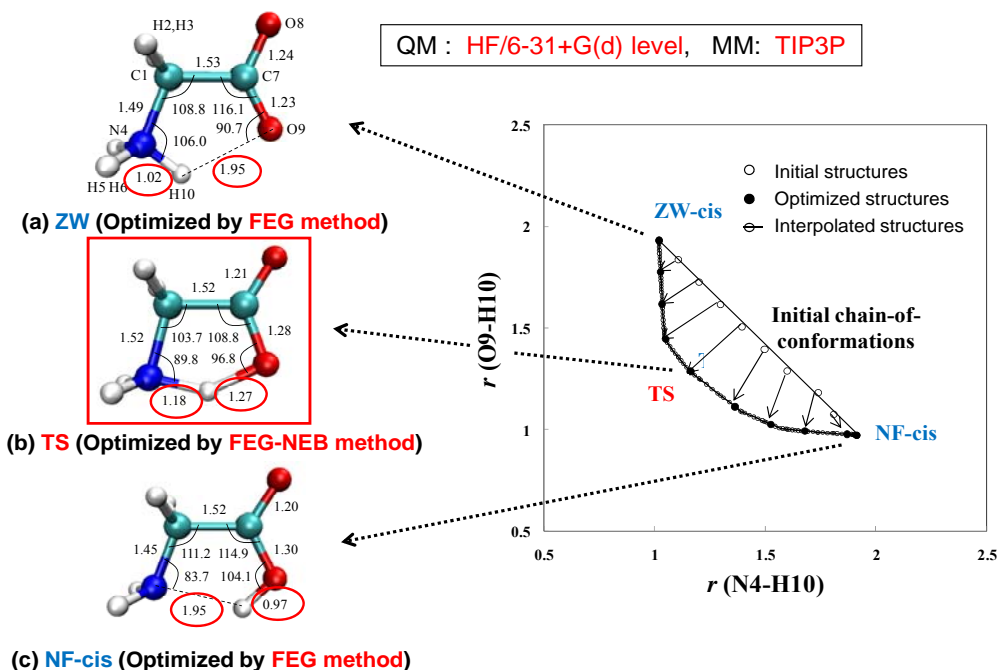 QM : HF/6-31+G(d) level, MM: TIP3P
H2,H3
O8
1.53
1.24
C1
C7
1.49
108.8
116.1
1.23
N4
106.0
90.7
O9
1.02
1.95
H5 H6
H10
(a) ZW (Optimized by FEG method)
1.21
1.52
1.52
103.7
108.8
1.28
89.8
96.8
1.18
1.27
(b) TS (Optimized by FEG-NEB method)
1.52
1.20
1.45
111.2
114.9
1.30
83.7
104.1
1.95
0.97
(c) NF-cis (Optimized by FEG method)
2.5
2
1.5
1
0.5
r (O9-H10)
Initial structures
Optimized structures
Interpolated structures
ZW-cis
Initial chain-of-
conformations
TS
NF-cis
0.5
1
1.5
2
2.5
r (N4-H10)